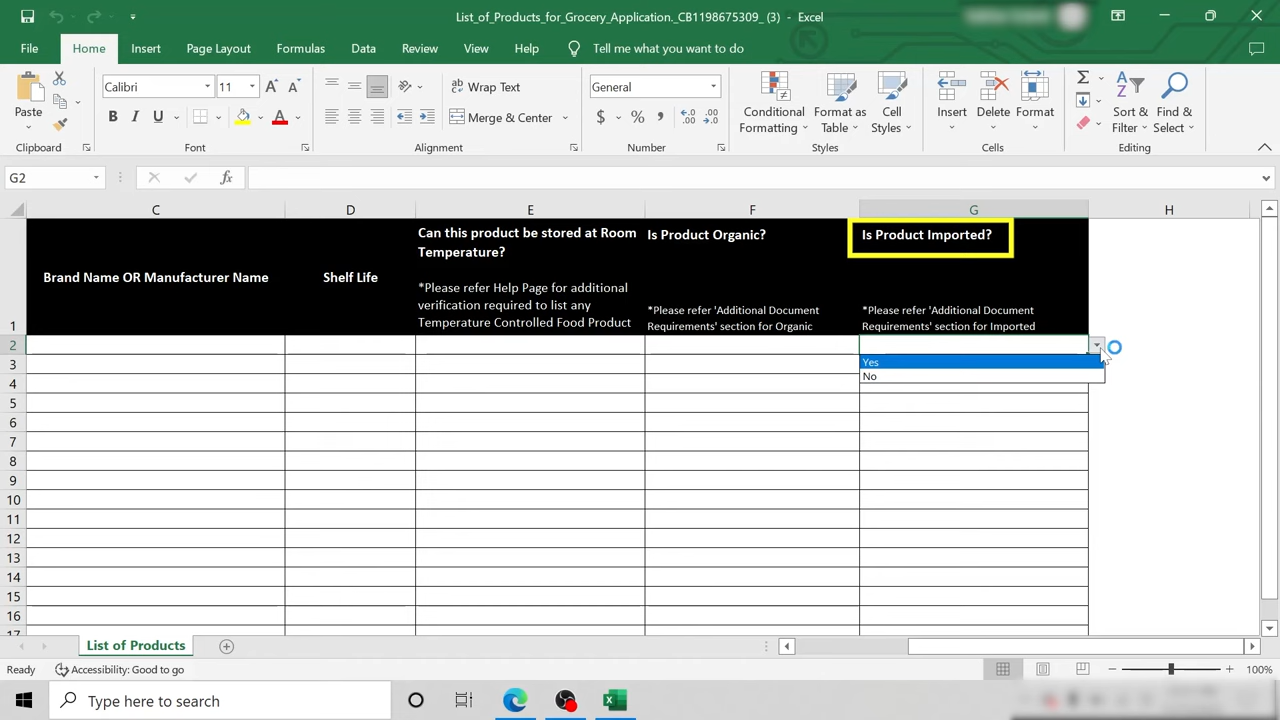 List_of_Products_for_Grocery_Application._CB1198675309_ (3) - Excel
File Home Insert Page Layout Formulas Data Review View Help Tell me what you want to do
Calibri 11 Wrap Text General
Paste B I U Merge & Center $ % Conditional Formatting Format as Table Cell Styles Insert Delete Format Sort & Filter Find & Select
Clipboard Font Alignment Number Styles Cells Editing
G2 fx
C D E F G H
Can this product be stored at Room
Temperature?
*Please refer Help Page for additional
verification required to list any
Temperature Controlled Food Product
Brand Name OR Manufacturer Name
Shelf Life
Is Product Organic?
*Please refer 'Additional Document
Requirements' section for Organic
Is Product Imported?
*Please refer 'Additional Document
Requirements' section for Imported
1
2
Yes
3
No
4
5
6
7
8
9
10
11
12
13
14
15
16
17
List of Products
Ready Accessibility: Good to go 100%
Type here to search